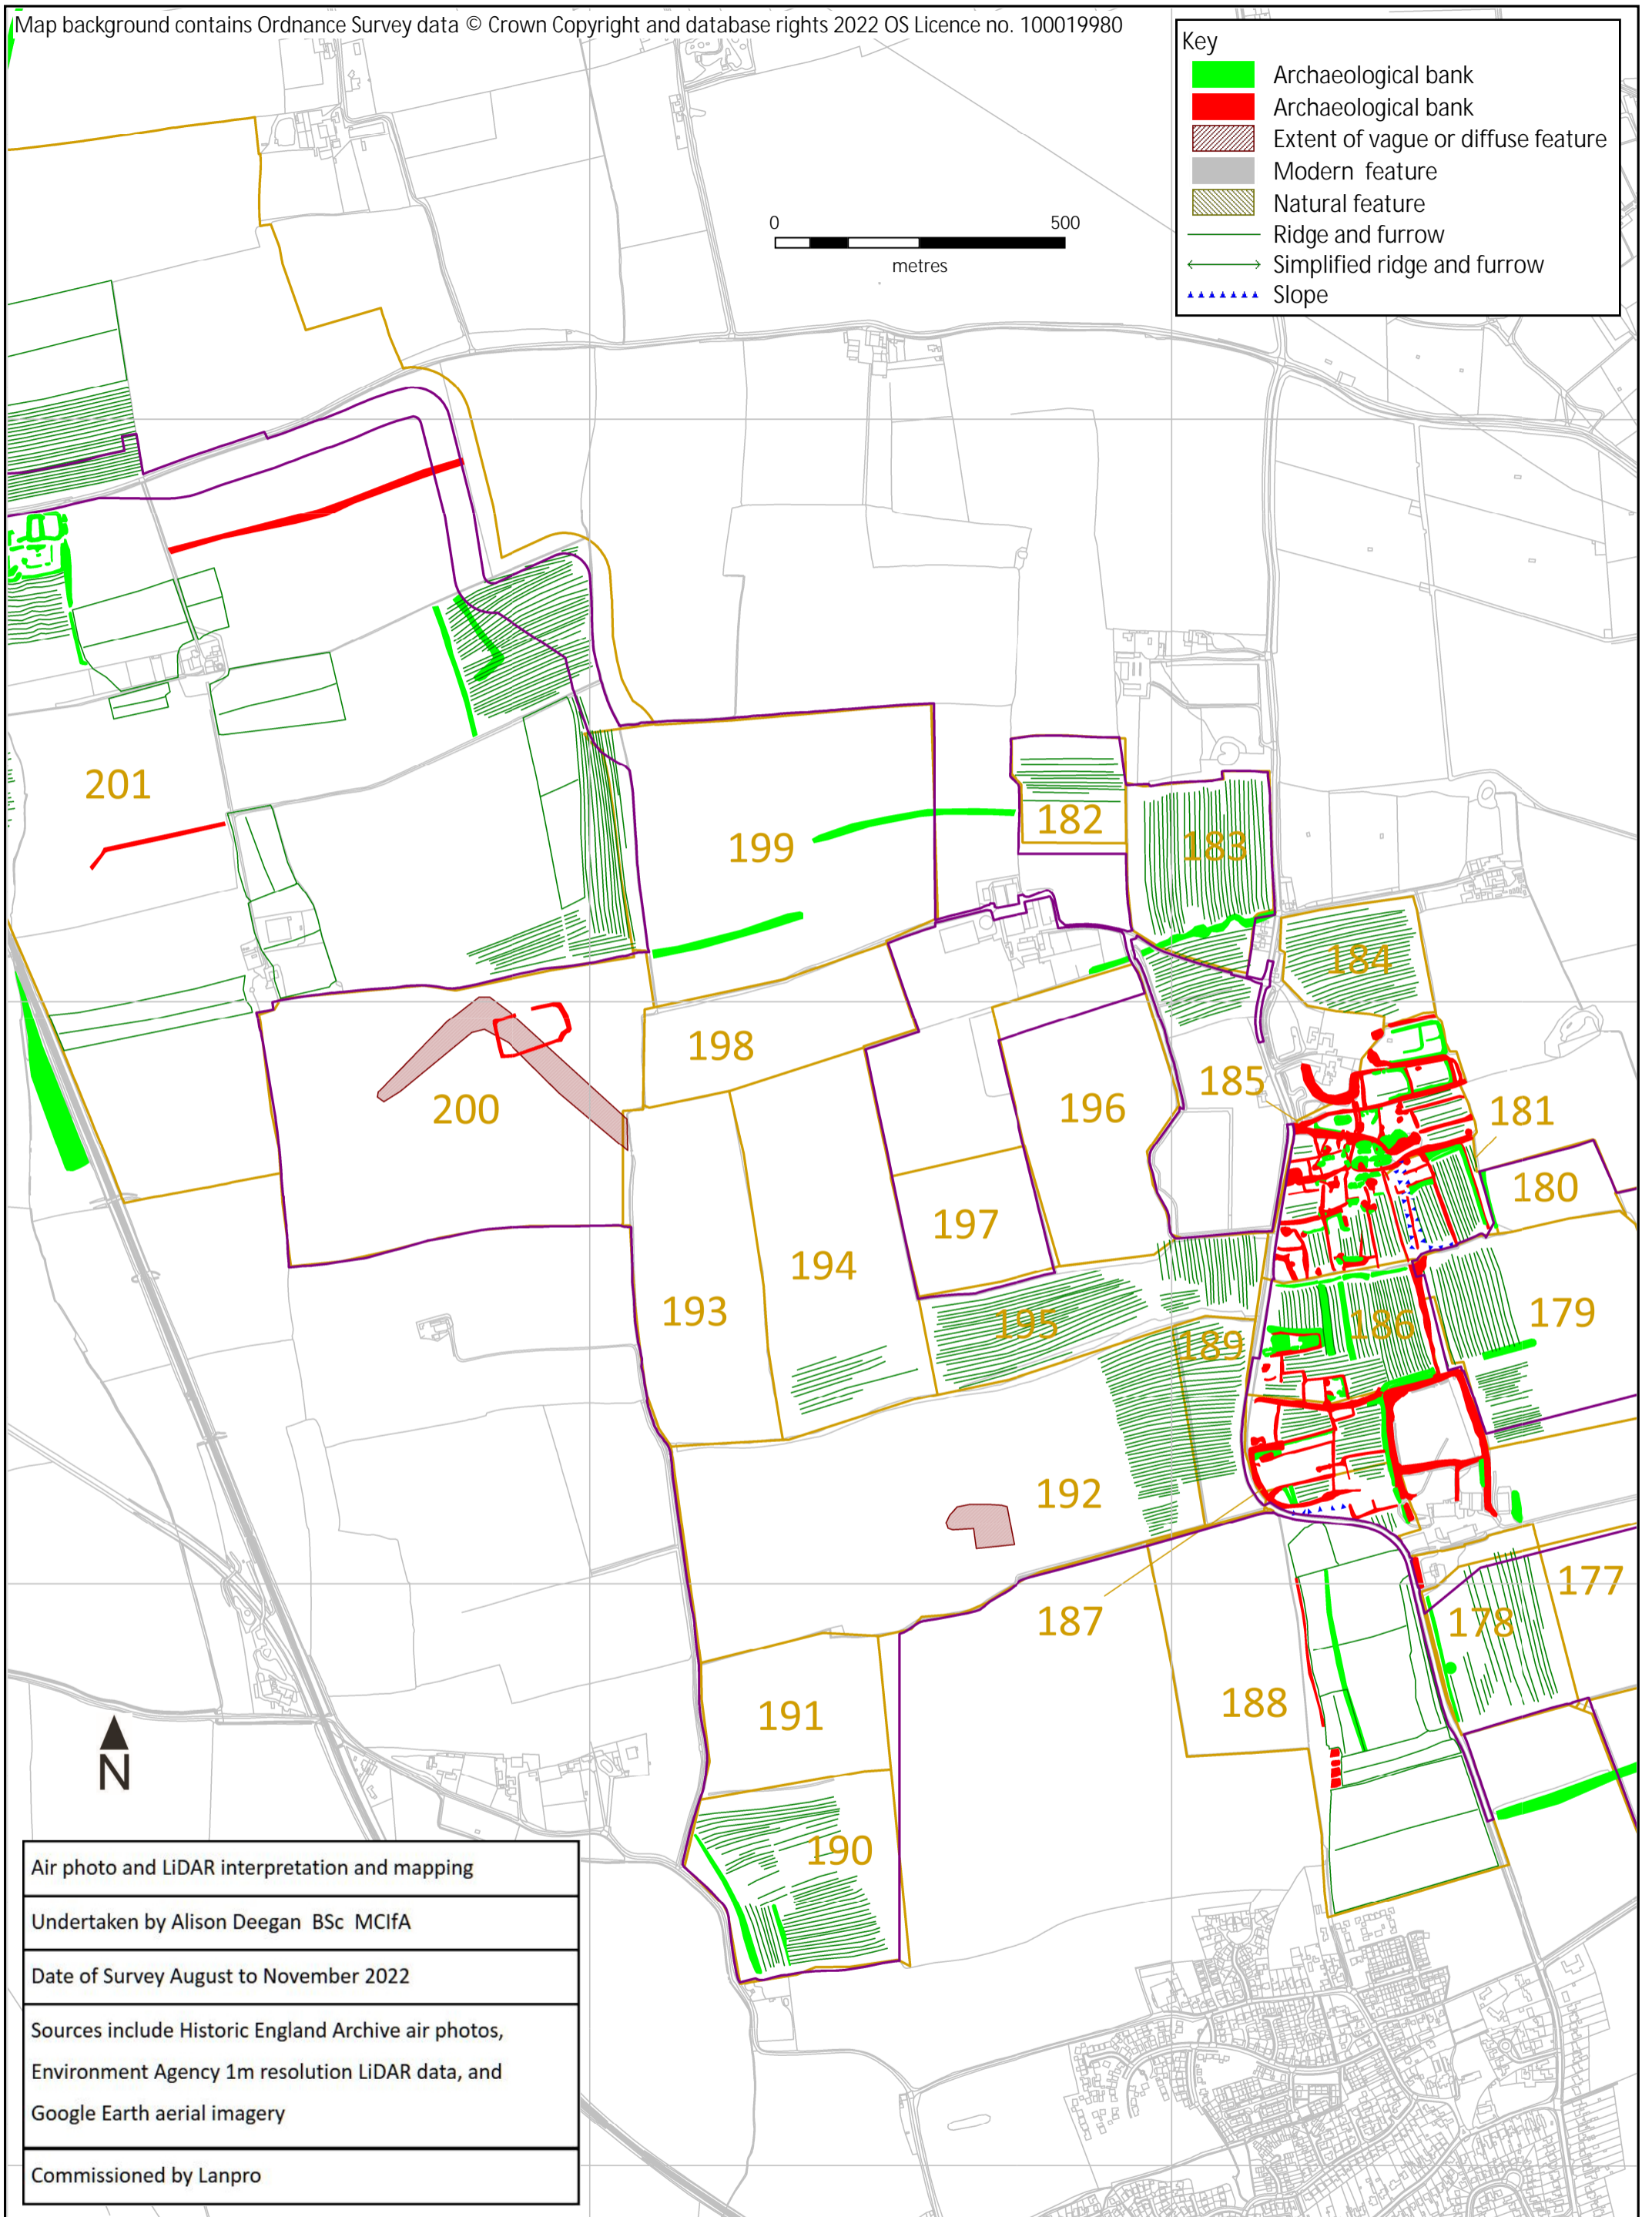 Map background contains Ordnance Survey data © Crown Copyright and database rights 2022 OS Licence no. 100019980
Key
Archaeological bank
Archaeological bank
Extent of vague or diffuse feature
Modern feature
Natural feature
Ridge and furrow
Simplified ridge and furrow
Slope
0 500
metres
201
199
182
183
184
198
200
185
196
181
180
197
194
193
195
189
186
179
192
187
177
178
188
191
190
N
Air photo and LiDAR interpretation and mapping
Undertaken by Alison Deegan BSc MCIfA
Date of Survey August to November 2022
Sources include Historic England Archive air photos,
Environment Agency 1m resolution LiDAR data, and
Google Earth aerial imagery
Commissioned by Lanpro